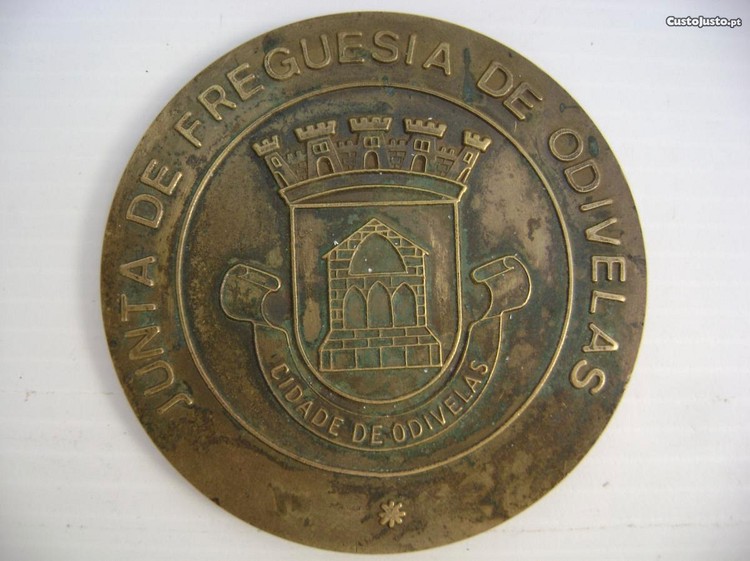 CustoJusto.pt
JUNTA DE FREGUESIA DE ODIVELAS
CIDADE DE ODIVELAS